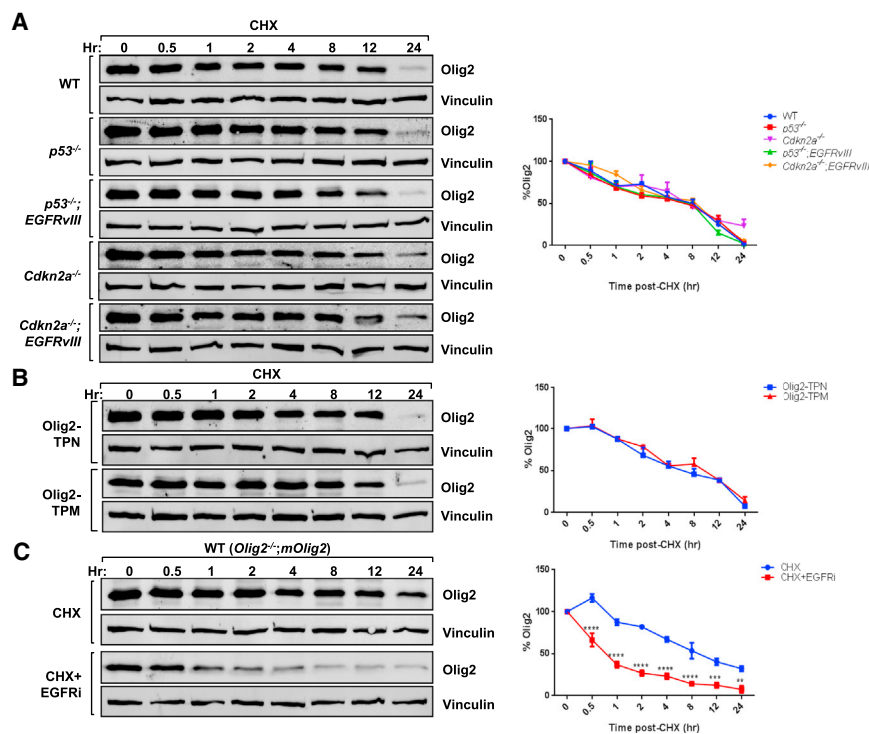 A
CHX
Hr: 0 0.5 1 2 4 8 12 24
WT
Olig2
Vinculin
p53-/-
Olig2
Vinculin
p53-/-;
EGFRvIII
Olig2
Vinculin
Cdkn2a-/-
Olig2
Vinculin
Cdkn2a-/-;
EGFRvIII
Olig2
Vinculin
%Olig2
150
100
50
0
0 0.5 1 2 4 8 12 24
Time post-CHX (hr)
WT
p53-/-
Cdkn2a-/-
p53-/-;EGFRvIII
Cdkn2a-/-;EGFRvIII
B
CHX
Hr: 0 0.5 1 2 4 8 12 24
Olig2-
TPN
Olig2
Vinculin
Olig2-
TPM
Olig2
Vinculin
% Olig2
150
100
50
0
0 0.5 1 2 4 8 12 24
Time post-CHX (hr)
Olig2-TPN
Olig2-TPM
C
WT (Olig2-/-;mOlig2)
Hr: 0 0.5 1 2 4 8 12 24
CHX
Olig2
Vinculin
CHX+
EGFRi
Olig2
Vinculin
% Olig2
150
100
50
0
**** **** **** **** **** *** **
0 0.5 1 2 4 8 12 24
Time post-CHX (hr)
CHX
CHX+EGFRi